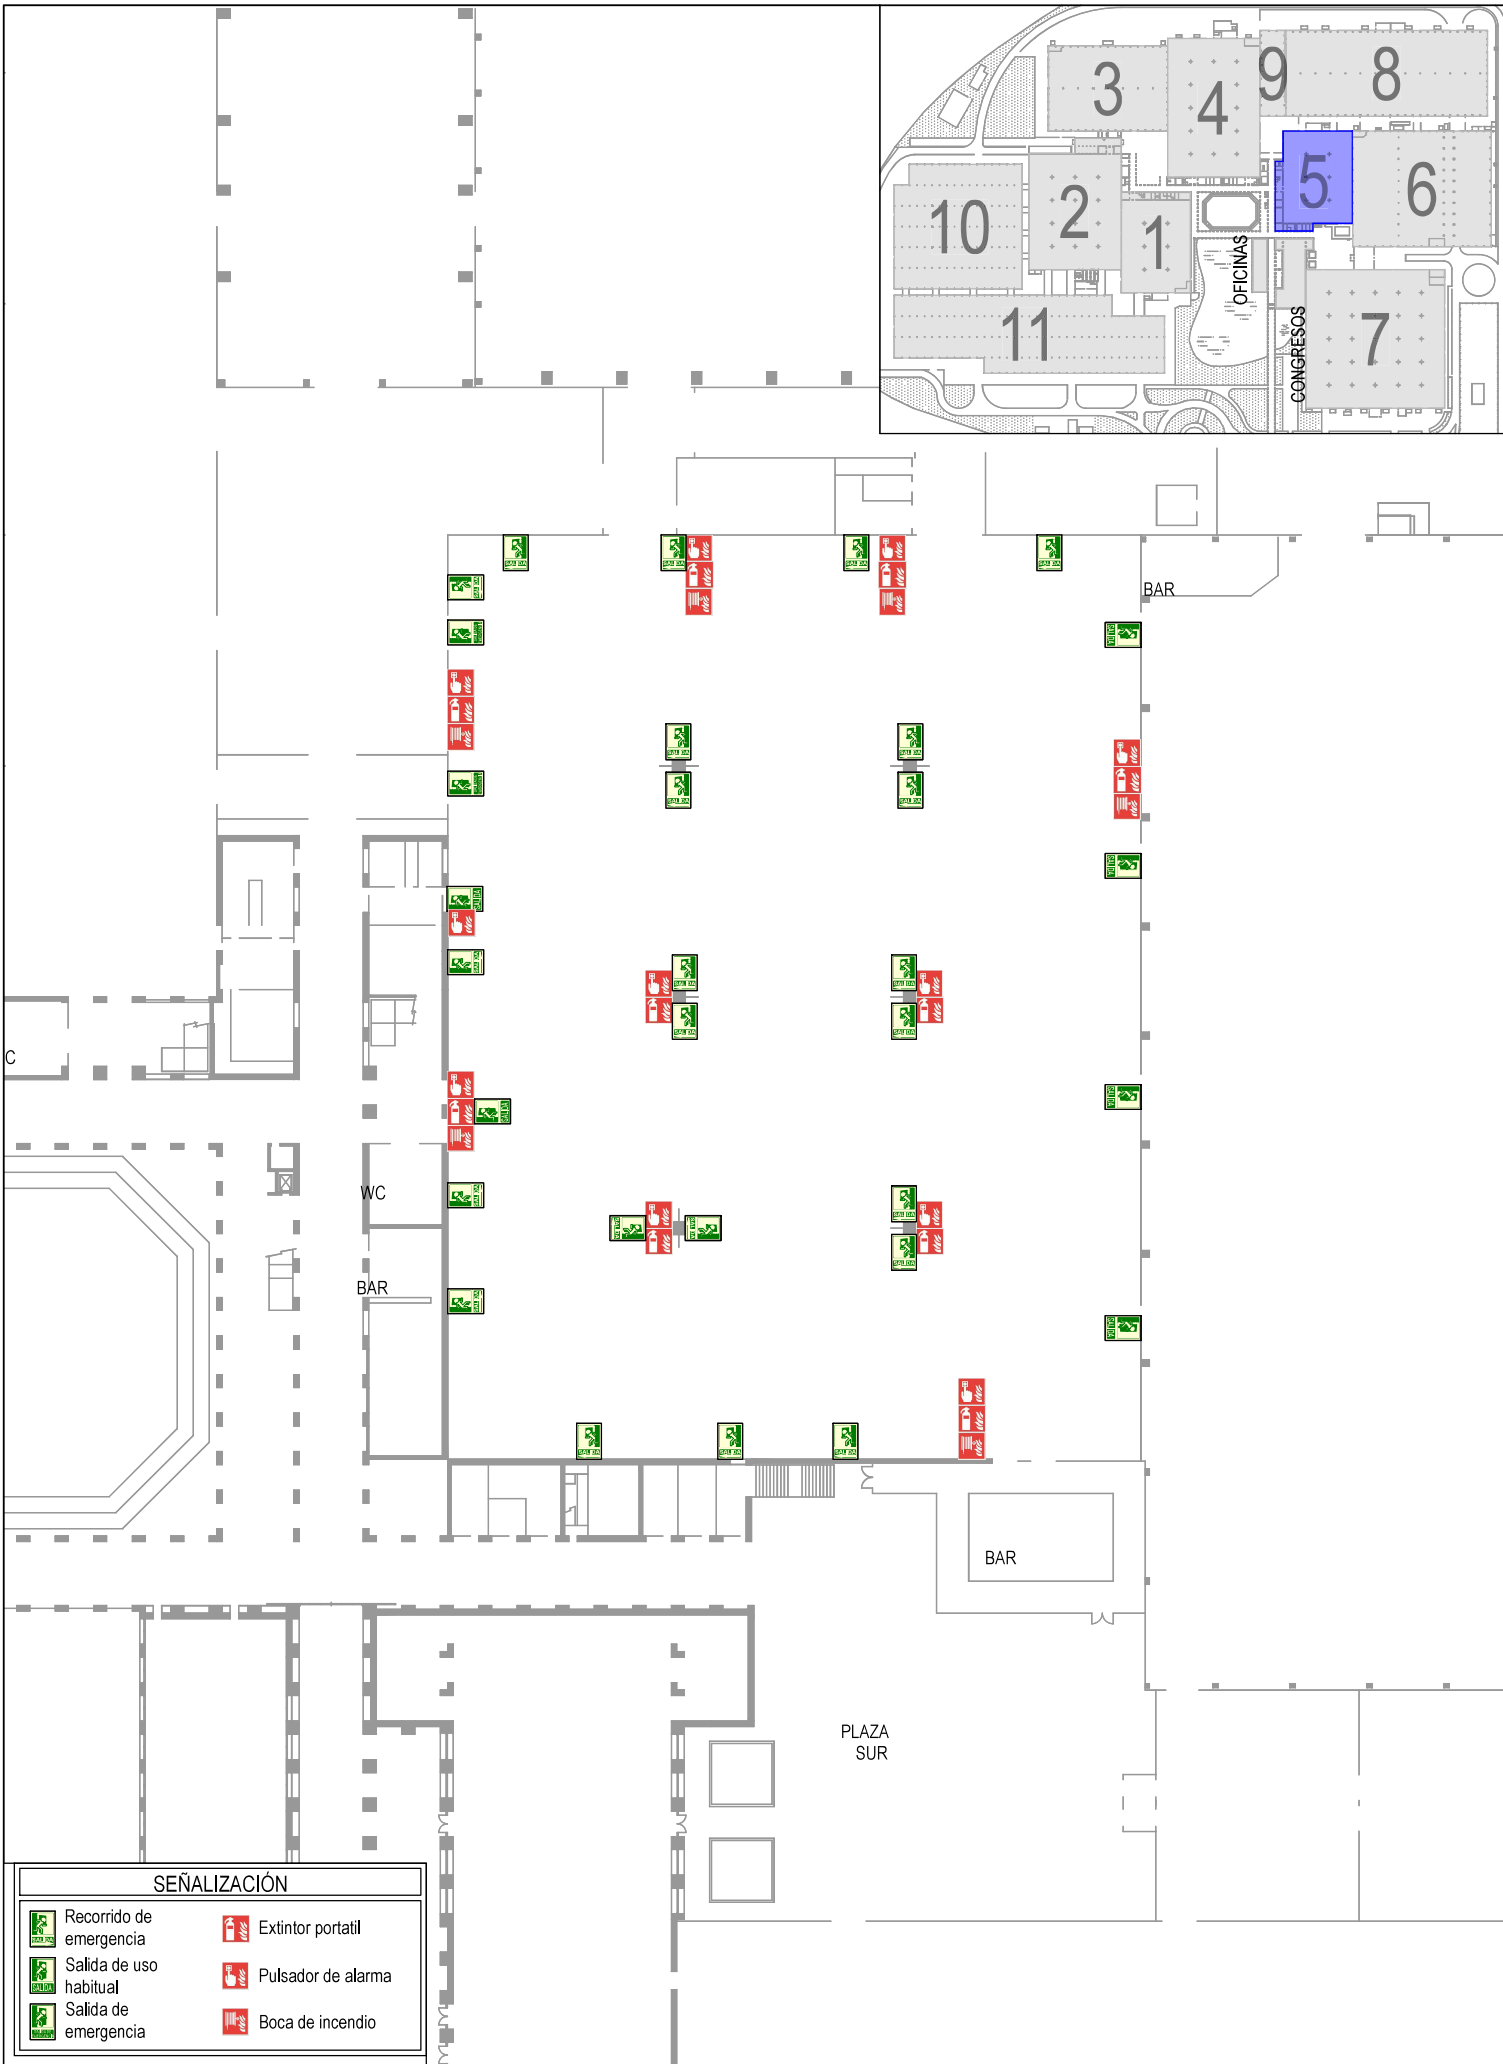 3
4
9
8
5
6
10
2
1
OFICINAS
11
CONGRESOS
7
BAR
C
WC
BAR
BAR
PLAZA
SUR
SEÑALIZACIÓN
Recorrido de
emergencia
Extintor portatil
Salida de uso
habitual
Pulsador de alarma
Salida de
emergencia
Boca de incendio
SALIDA
SALIDA